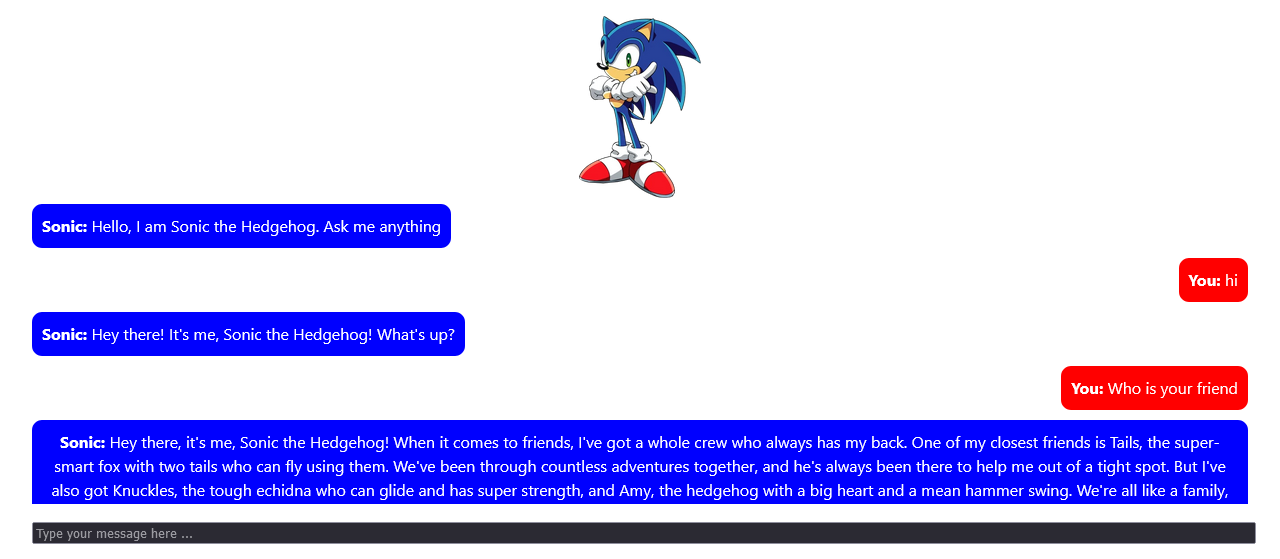 Sonic: Hello, I am Sonic the Hedgehog. Ask me anything
You: hi
Sonic: Hey there! It's me, Sonic the Hedgehog! What's up?
You: Who is your friend
Sonic: Hey there, it's me, Sonic the Hedgehog! When it comes to friends, I've got a whole crew who always has my back. One of my closest friends is Tails, the super-
smart fox with two tails who can fly using them. We've been through countless adventures together, and he's always been there to help me out of a tight spot. But I've
also got Knuckles, the tough echidna who can glide and has super strength, and Amy, the hedgehog with a big heart and a mean hammer swing. We're all like a family,
Type your message here ...